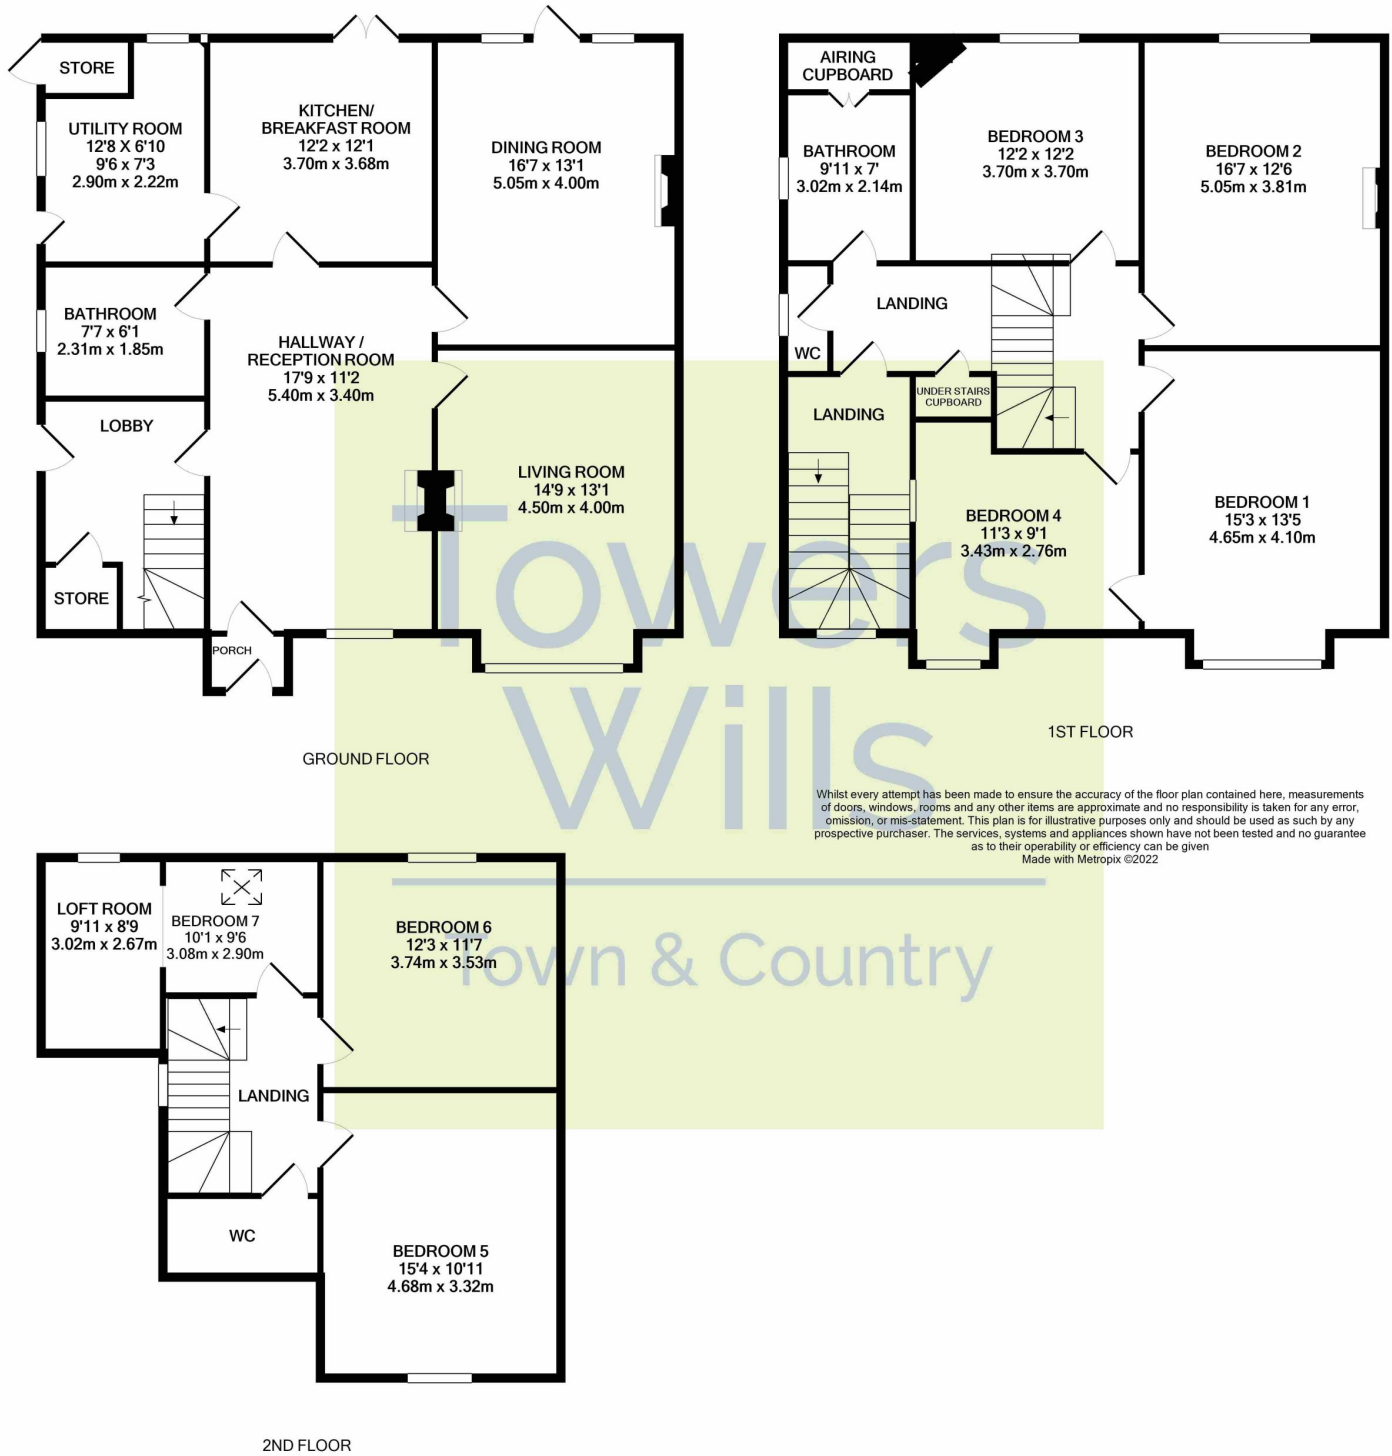 STORE
UTILITY ROOM
12'8 X 6'10
9'6 x 7'3
2.90m x 2.22m
KITCHEN/
BREAKFAST ROOM
12'2 x 12'1
3.70m x 3.68m
DINING ROOM
16'7 x 13'1
5.05m x 4.00m
BATHROOM
7'7 x 6'1
2.31m x 1.85m
HALLWAY /
RECEPTION ROOM
17'9 x 11'2
5.40m x 3.40m
LOBBY
LIVING ROOM
14'9 x 13'1
4.50m x 4.00m
STORE
PORCH
GROUND FLOOR
AIRING
CUPBOARD
BATHROOM
9'11 x 7'
3.02m x 2.14m
BEDROOM 3
12'2 x 12'2
3.70m x 3.70m
BEDROOM 2
16'7 x 12'6
5.05m x 3.81m
LANDING
WC
UNDER STAIRS
CUPBOARD
LANDING
BEDROOM 4
11'3 x 9'1
3.43m x 2.76m
BEDROOM 1
15'3 x 13'5
4.65m x 4.10m
1ST FLOOR
Towers
Wills
Town & Country
Whilst every attempt has been made to ensure the accuracy of the floor plan contained here, measurements
of doors, windows, rooms and any other items are approximate and no responsibility is taken for any error,
omission, or mis-statement. This plan is for illustrative purposes only and should be used as such by any
prospective purchaser. The services, systems and appliances shown have not been tested and no guarantee
as to their operability or efficiency can be given
Made with Metropix ©2022
LOFT ROOM
9'11 x 8'9
3.02m x 2.67m
BEDROOM 7
10'1 x 9'6
3.08m x 2.90m
BEDROOM 6
12'3 x 11'7
3.74m x 3.53m
LANDING
WC
BEDROOM 5
15'4 x 10'11
4.68m x 3.32m
2ND FLOOR